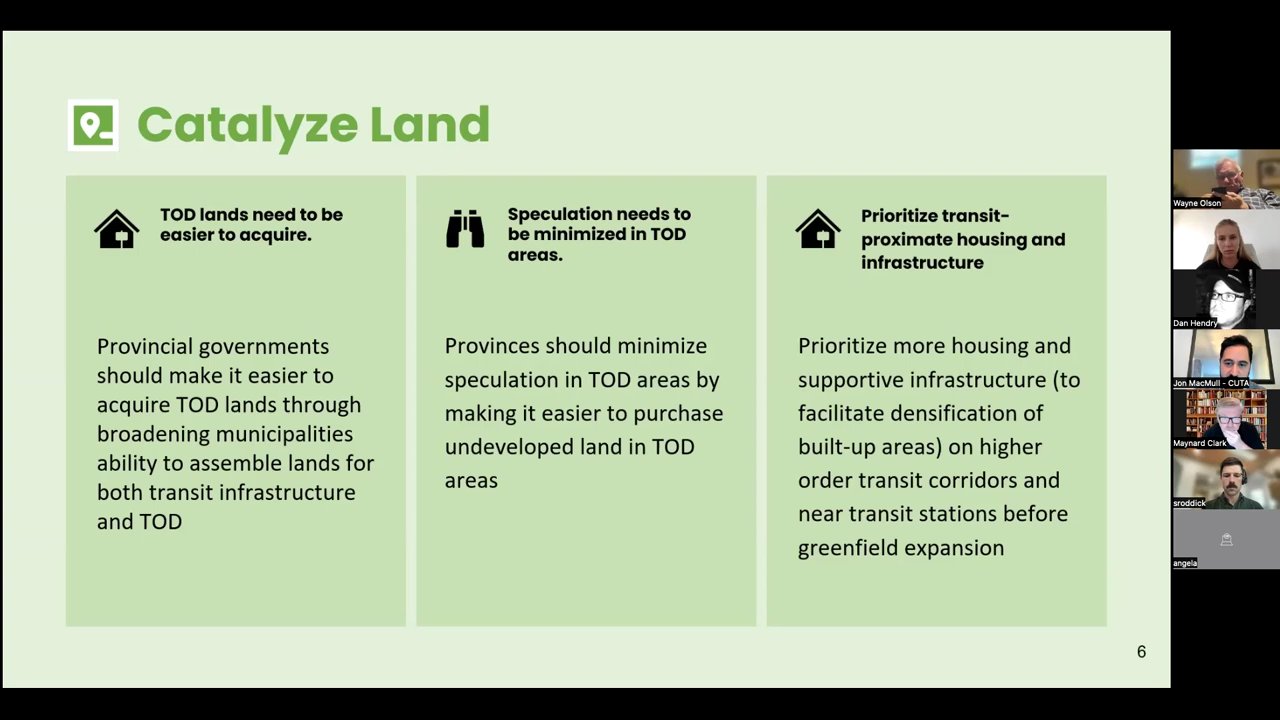 Catalyze Land
TOD lands need to be
easier to acquire.
Provincial governments
should make it easier to
acquire TOD lands through
broadening municipalities
ability to assemble lands for
both transit infrastructure
and TOD
Speculation needs to
be minimized in TOD
areas.
Provinces should minimize
speculation in TOD areas by
making it easier to purchase
undeveloped land in TOD
areas
Prioritize transit-
proximate housing and
infrastructure
Prioritize more housing and
supportive infrastructure (to
facilitate densification of
built-up areas) on higher
order transit corridors and
near transit stations before
greenfield expansion
6
Wayne Olson
Dan Hendry
Jon MacMull - CUTA
Maynard Clark
sroddick
angela